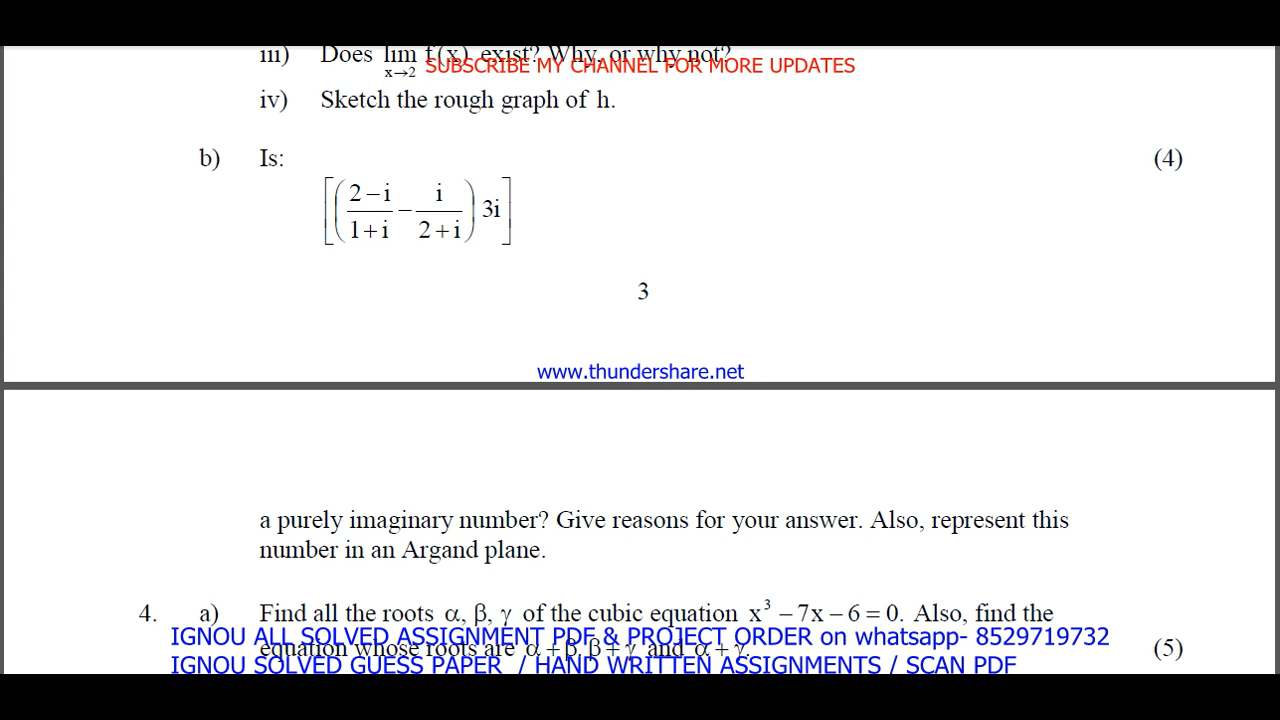 iii) Does lim f(x) exist? Why, or why not?
x→2
SUBSCRIBE MY CHANNEL FOR MORE UPDATES
iv) Sketch the rough graph of h.
b) Is: (4)
[((2 – i)/(1 + i) – i/(2 + i)) 3i]
3
www.thundershare.net
a purely imaginary number? Give reasons for your answer. Also, represent this
number in an Argand plane.
4. a) Find all the roots α, β, γ of the cubic equation x³ – 7x – 6 = 0. Also, find the
IGNOU ALL SOLVED ASSIGNMENT PDF & PROJECT ORDER on whatsapp- 8529719732
equation whose roots are α + β, β + γ and α + γ. (5)
IGNOU SOLVED GUESS PAPER / HAND WRITTEN ASSIGNMENTS / SCAN PDF